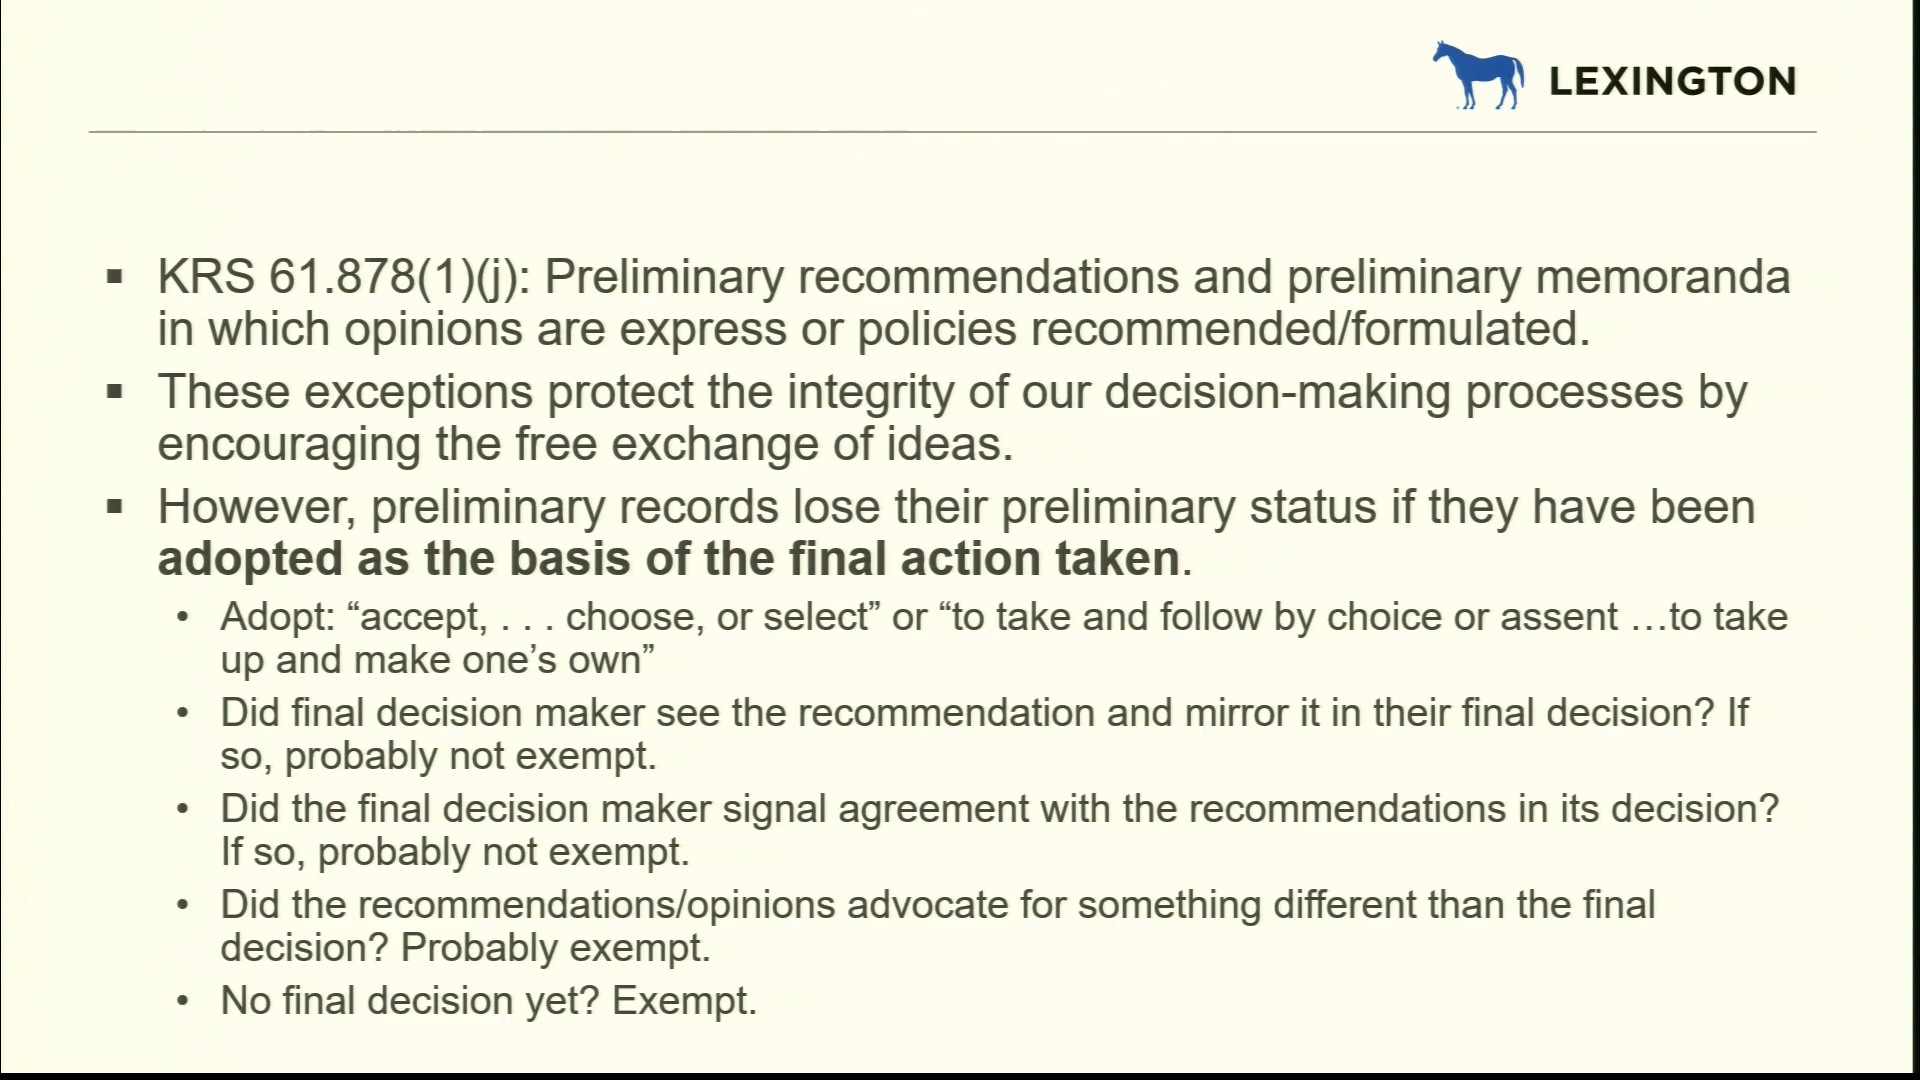 LEXINGTON
▪ KRS 61.878(1)(j): Preliminary recommendations and preliminary memoranda
in which opinions are express or policies recommended/formulated.
▪ These exceptions protect the integrity of our decision-making processes by
encouraging the free exchange of ideas.
▪ However, preliminary records lose their preliminary status if they have been
adopted as the basis of the final action taken.
• Adopt: “accept, . . . choose, or select” or “to take and follow by choice or assent …to take
up and make one’s own”
• Did final decision maker see the recommendation and mirror it in their final decision? If
so, probably not exempt.
• Did the final decision maker signal agreement with the recommendations in its decision?
If so, probably not exempt.
• Did the recommendations/opinions advocate for something different than the final
decision? Probably exempt.
• No final decision yet? Exempt.